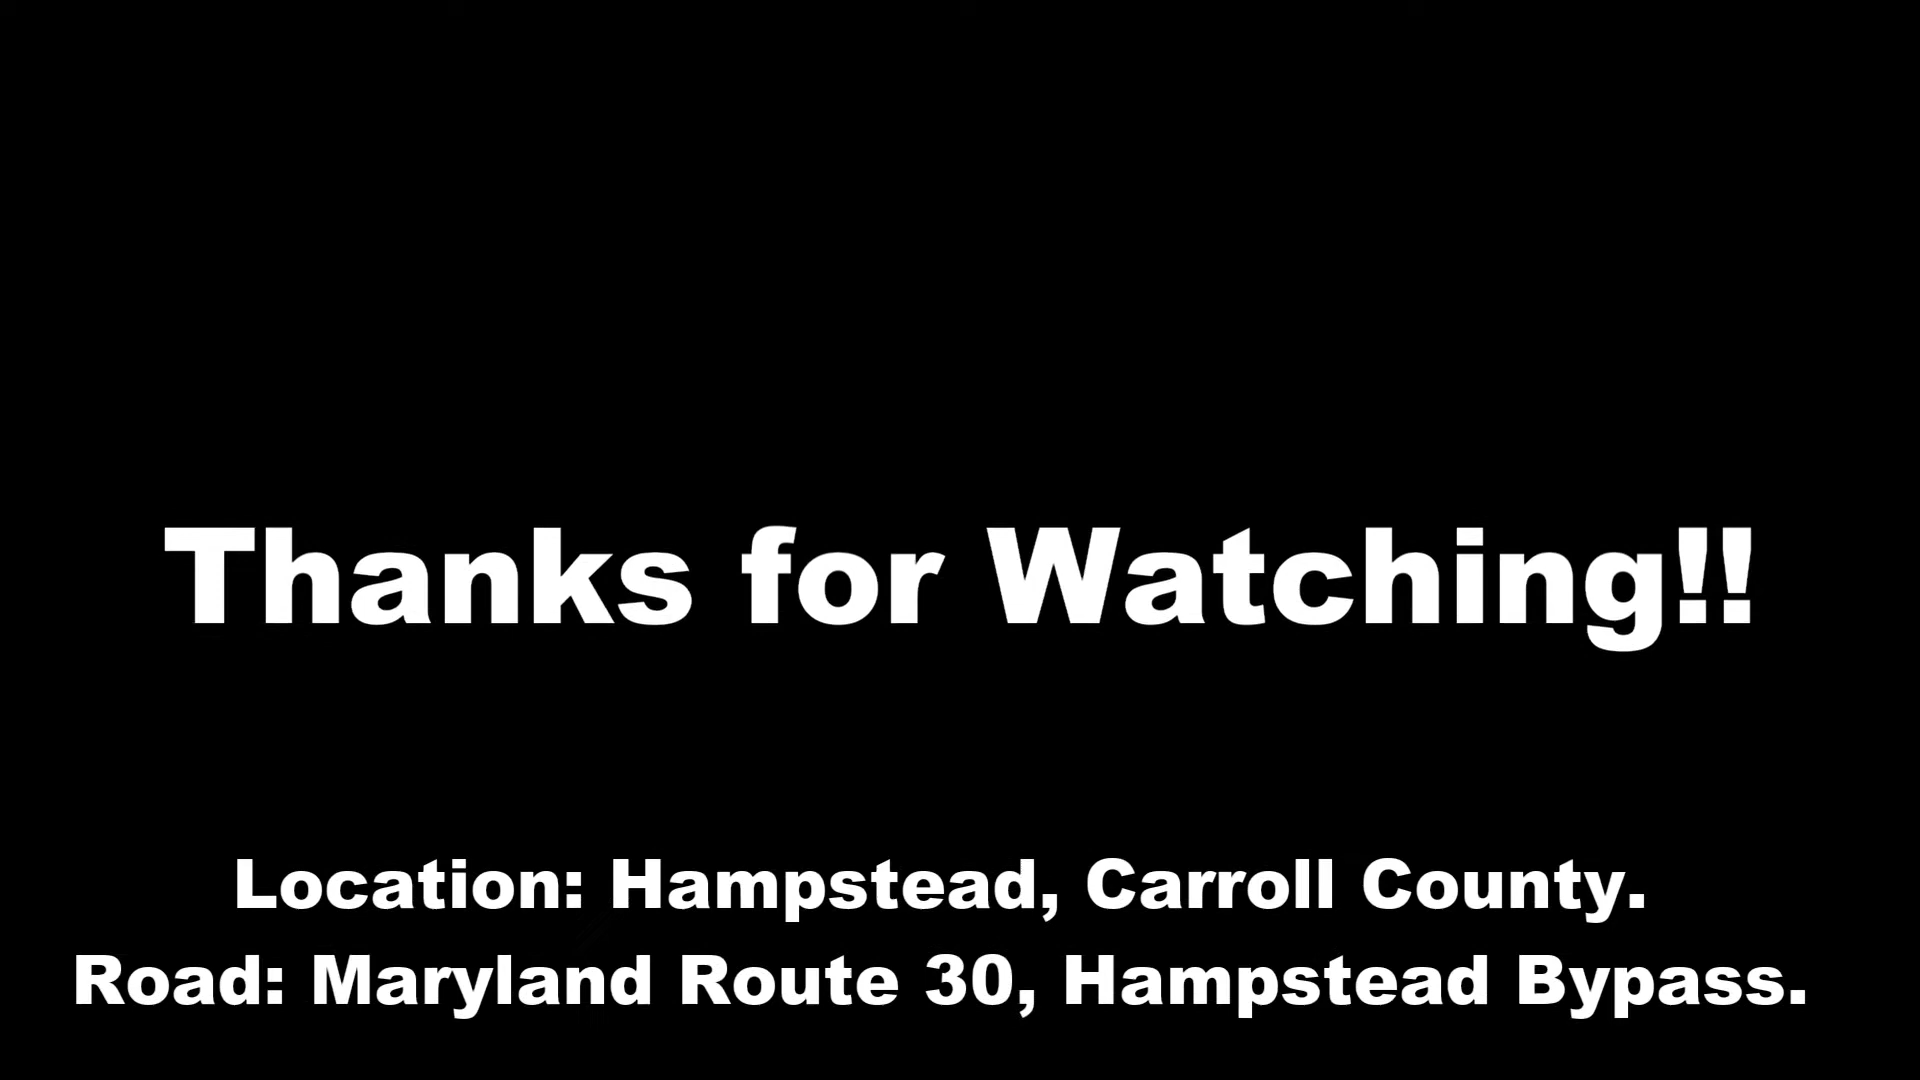 Thanks for Watching!!
Location: Hampstead, Carroll County.
Road: Maryland Route 30, Hampstead Bypass.